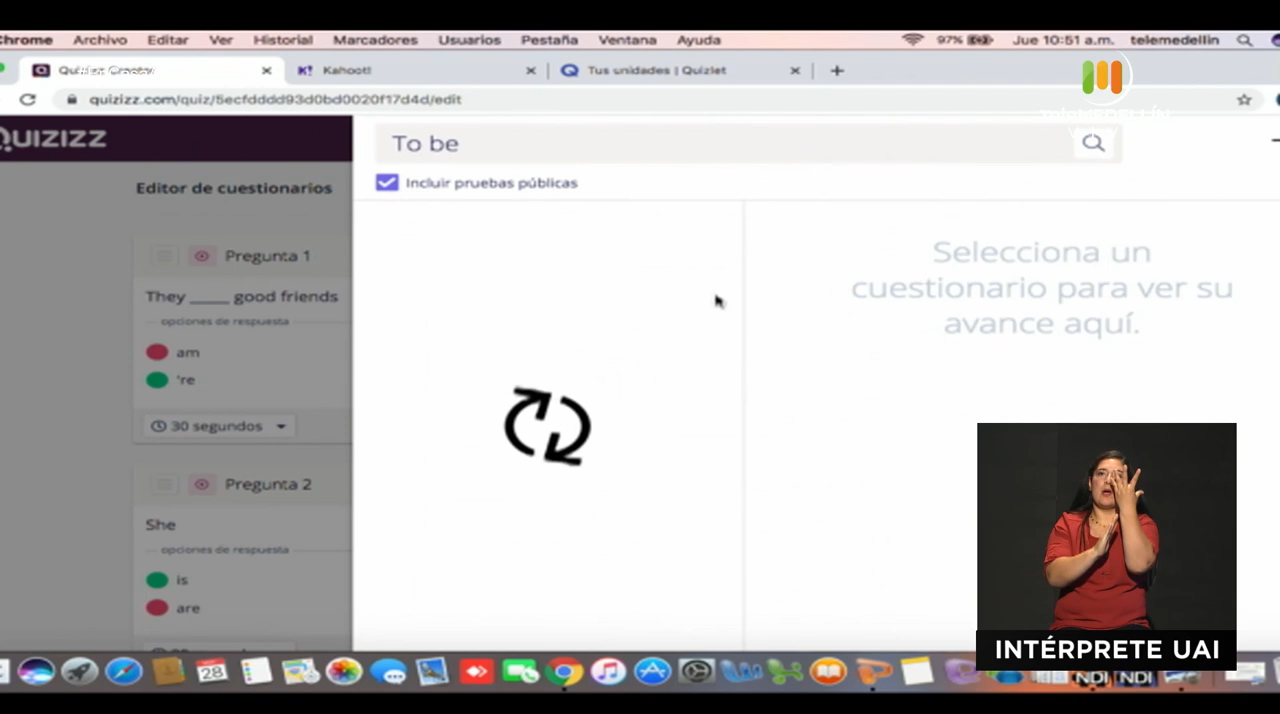 Chrome Archivo Editar Ver Historial Marcadores Usuarios Pestaña Ventana Ayuda 97% Jue 10:51 a.m. telemedellin
Kahoot! Tus unidades | Quizlet
quizizz.com/quiz/5ecfdddd93d0bd0020f17d4d/edit
QUIZIZZ
To be
Incluir pruebas públicas
Editor de cuestionarios
Selecciona un
cuestionario para ver su
avance aquí.
Pregunta 1
They _____ good friends
opciones de respuesta
am
're
30 segundos
Pregunta 2
She
opciones de respuesta
is
are
INTÉRPRETE UAI
28
NDI NDI